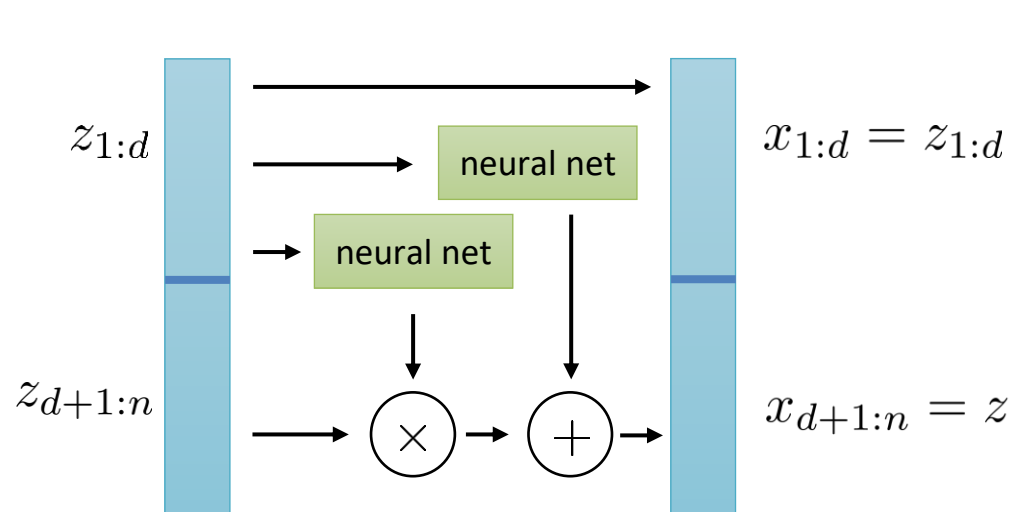 z_{1:d}
x_{1:d} = z_{1:d}
neural net
neural net
z_{d+1:n}
×
+
x_{d+1:n} = z